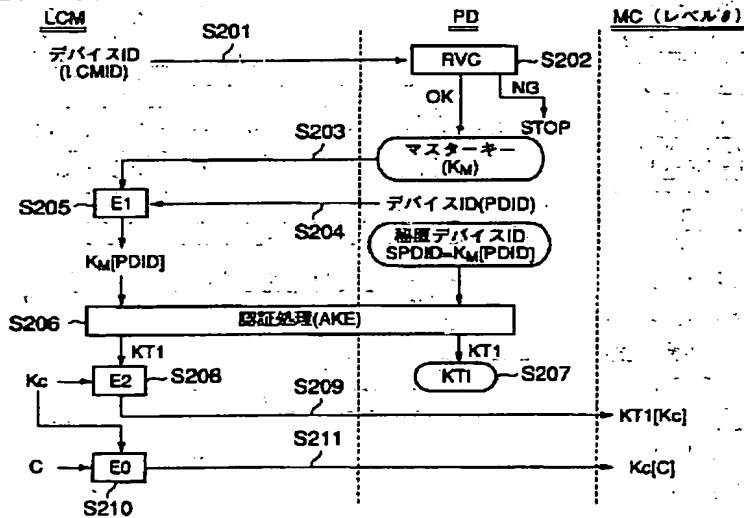 LCM
PD
MC (レベル0)
S201
デバイスID
(LCMID)
RVC
S202
OK
NG
STOP
S203
マスターキー
(KM)
S205
E1
デバイスID(PDID)
S204
秘匿デバイスID
SPDID=KM[PDID]
KM[PDID]
S206
認証処理(AKE)
KT1
KT1
Kc
E2
S208
KTI
S207
S209
KT1[Kc]
S211
C
E0
Kc[C]
S210